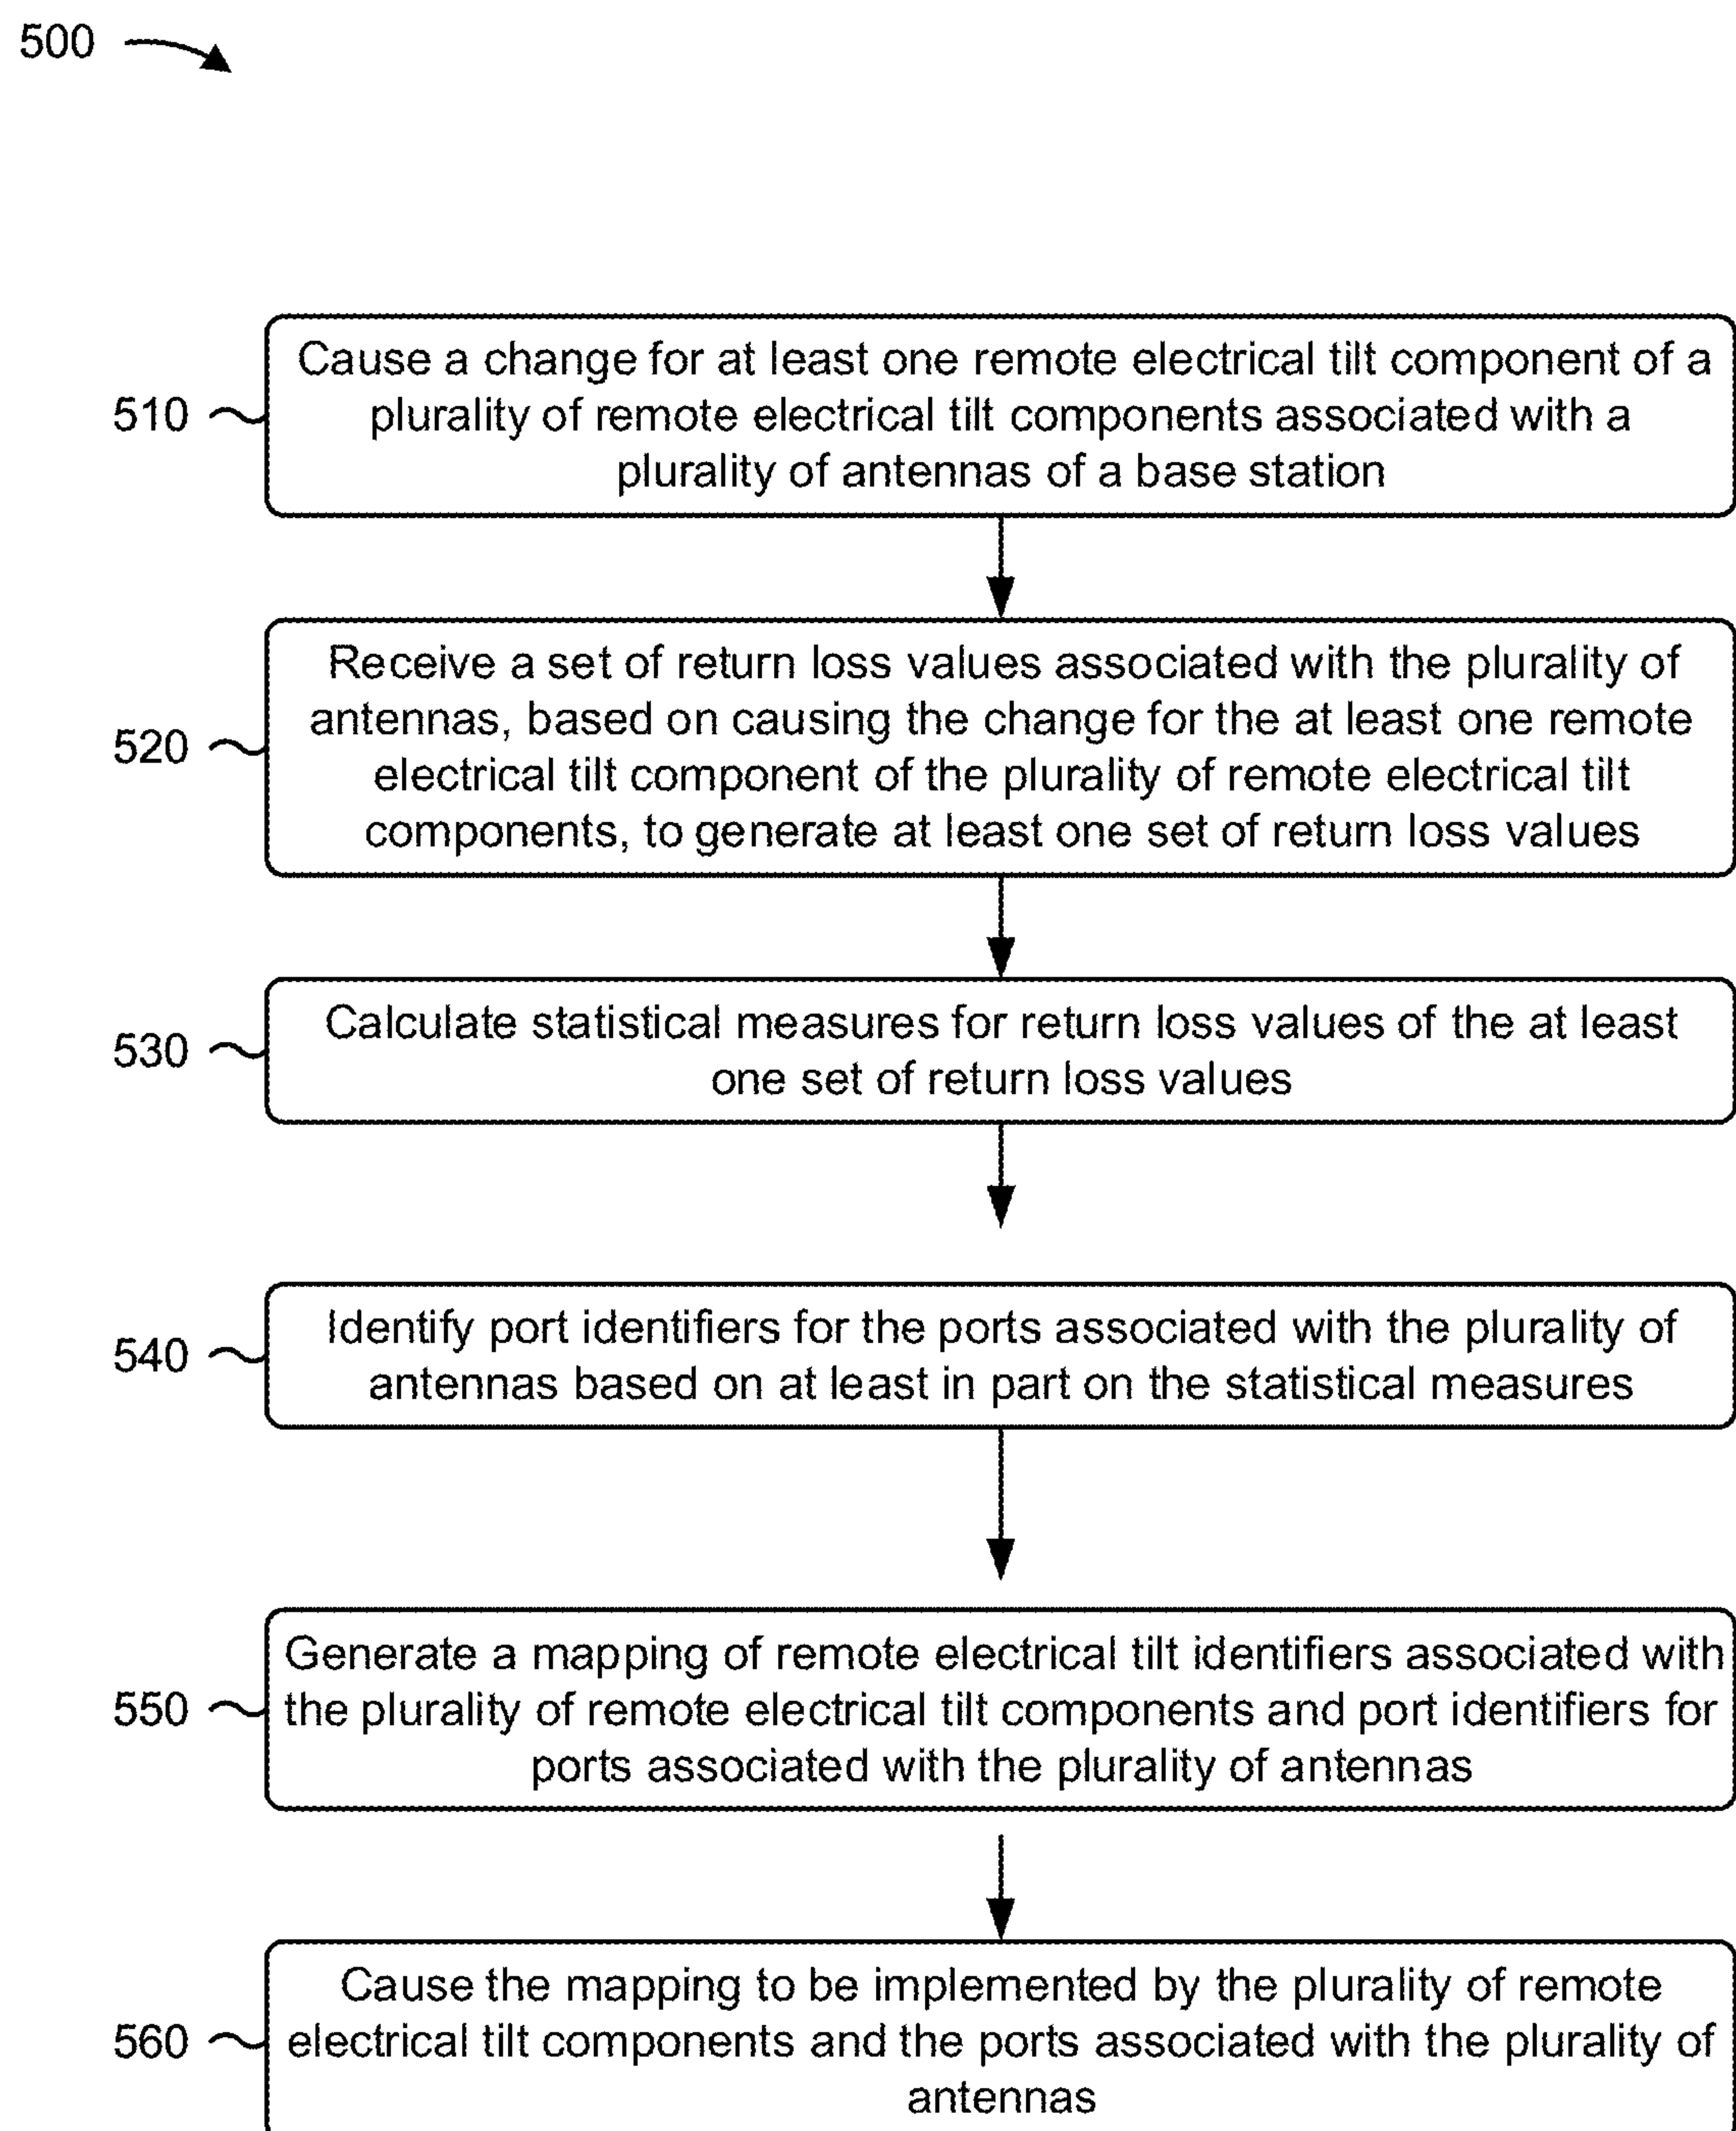 500
510
Cause a change for at least one remote electrical tilt component of a
plurality of remote electrical tilt components associated with a
plurality of antennas of a base station
520
Receive a set of return loss values associated with the plurality of
antennas, based on causing the change for the at least one remote
electrical tilt component of the plurality of remote electrical tilt
components, to generate at least one set of return loss values
530
Calculate statistical measures for return loss values of the at least
one set of return loss values
540
Identify port identifiers for the ports associated with the plurality of
antennas based on at least in part on the statistical measures
550
Generate a mapping of remote electrical tilt identifiers associated with
the plurality of remote electrical tilt components and port identifiers for
ports associated with the plurality of antennas
560
Cause the mapping to be implemented by the plurality of remote
electrical tilt components and the ports associated with the plurality of
antennas